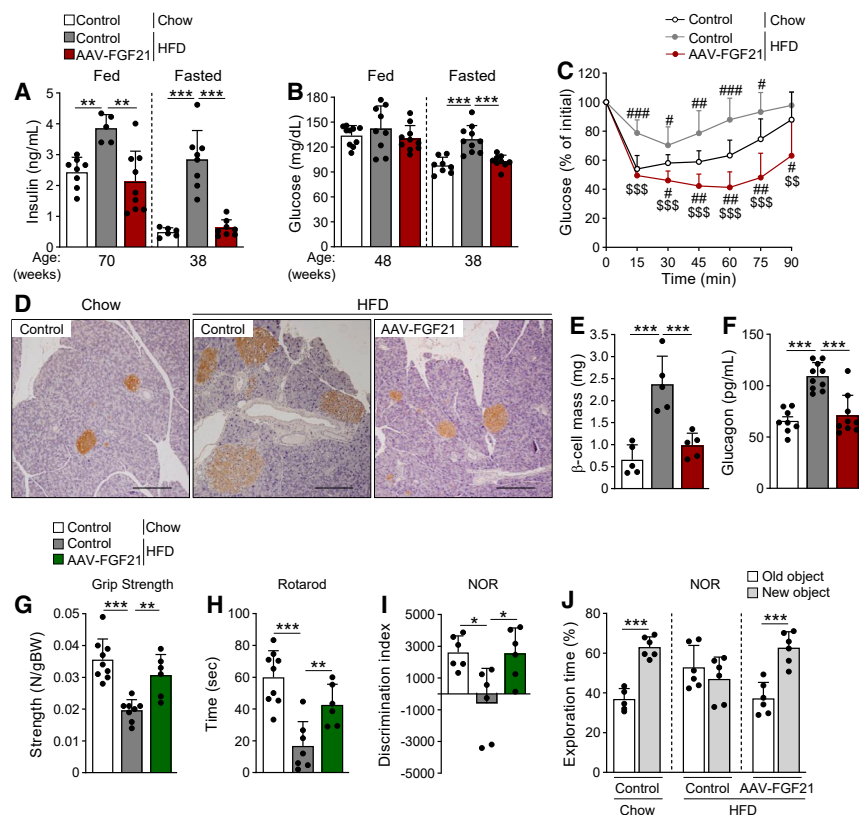 Control
Chow
Control
HFD
AAV-FGF21
A
Fed
Fasted
Insulin (ng/mL)
5
4
3
2
1
0
**
**
***
***
Age:
(weeks)
70
38
B
Fed
Fasted
Glucose (mg/dL)
180
150
120
90
60
30
0
***
***
Age:
(weeks)
48
38
Control
Chow
Control
HFD
AAV-FGF21
C
Glucose (% of initial)
120
100
80
60
40
20
0
###
#
##
###
#
$$$
#
$$$
##
$$$
##
$$$
##
$$$
#
$$
0
15
30
45
60
75
90
Time (min)
D
Chow
HFD
Control
Control
AAV-FGF21
E
β-cell mass (mg)
3.5
3.0
2.5
2.0
1.5
1.0
0.5
0
***
***
F
Glucagon (pg/mL)
150
100
50
0
***
***
Control
Chow
Control
HFD
AAV-FGF21
G
Grip Strength
Strength (N/gBW)
0.05
0.04
0.03
0.02
0.01
0
***
**
H
Rotarod
Time (sec)
100
80
60
40
20
0
***
**
I
NOR
Discrimination index
5000
3000
1000
-1000
-3000
-5000
*
*
J
NOR
Old object
New object
Exploration time (%)
80
60
40
20
0
***
***
Control
Control
AAV-FGF21
Chow
HFD